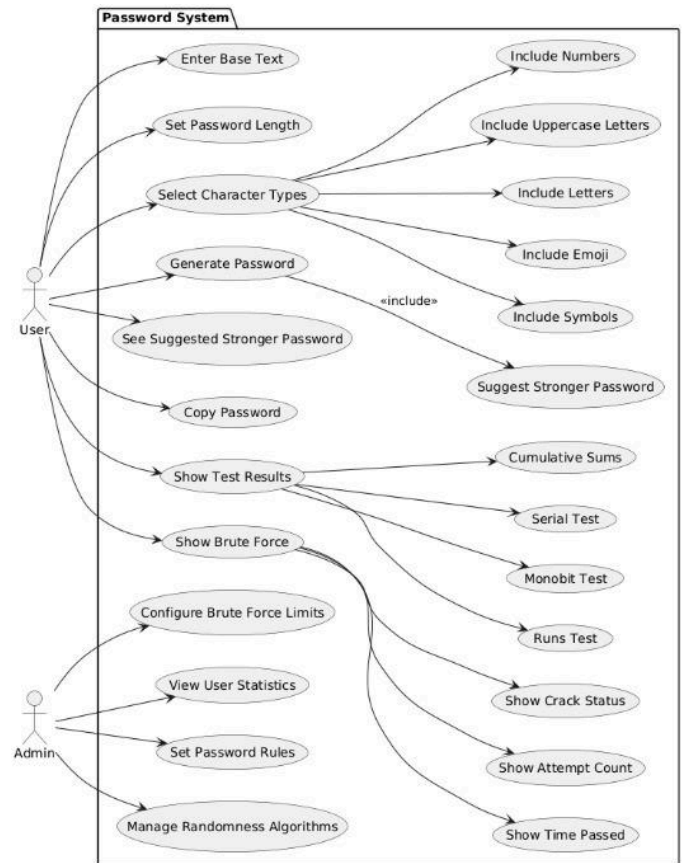 Password System
Enter Base Text
Set Password Length
Select Character Types
Generate Password
See Suggested Stronger Password
Copy Password
Show Test Results
Show Brute Force
User
Include Numbers
Include Uppercase Letters
Include Letters
Include Emoji
Include Symbols
«include»
Suggest Stronger Password
Cumulative Sums
Serial Test
Monobit Test
Runs Test
Show Crack Status
Show Attempt Count
Show Time Passed
Configure Brute Force Limits
View User Statistics
Set Password Rules
Manage Randomness Algorithms
Admin